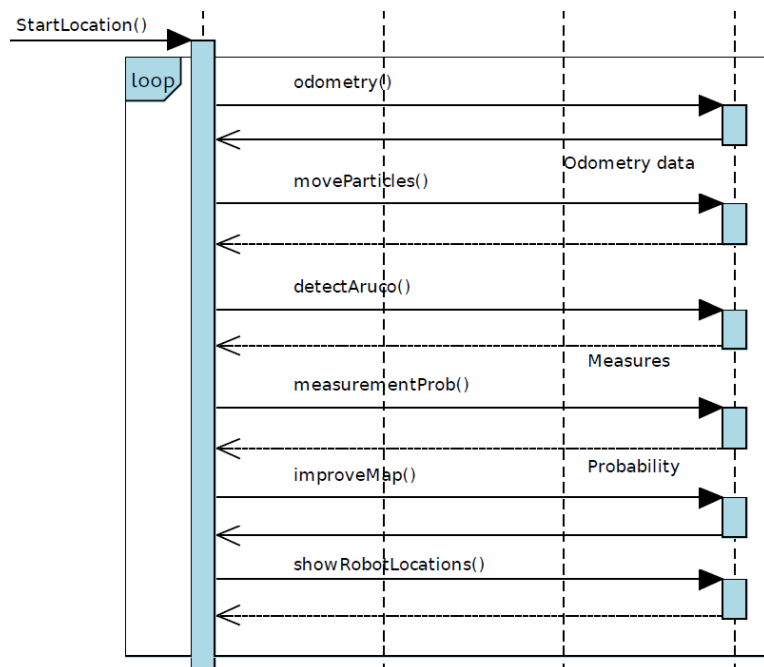 StartLocation()
loop
odometry()
Odometry data
moveParticles()
detectAruco()
Measures
measurementProb()
Probability
improveMap()
showRobotLocations()